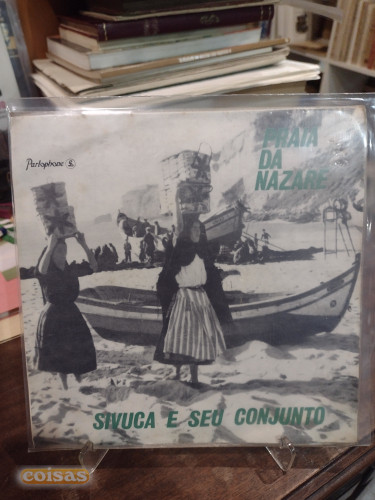 Parlophone
PRAIA
DA
NAZARÉ
SIVUCA E SEU CONJUNTO
coisas